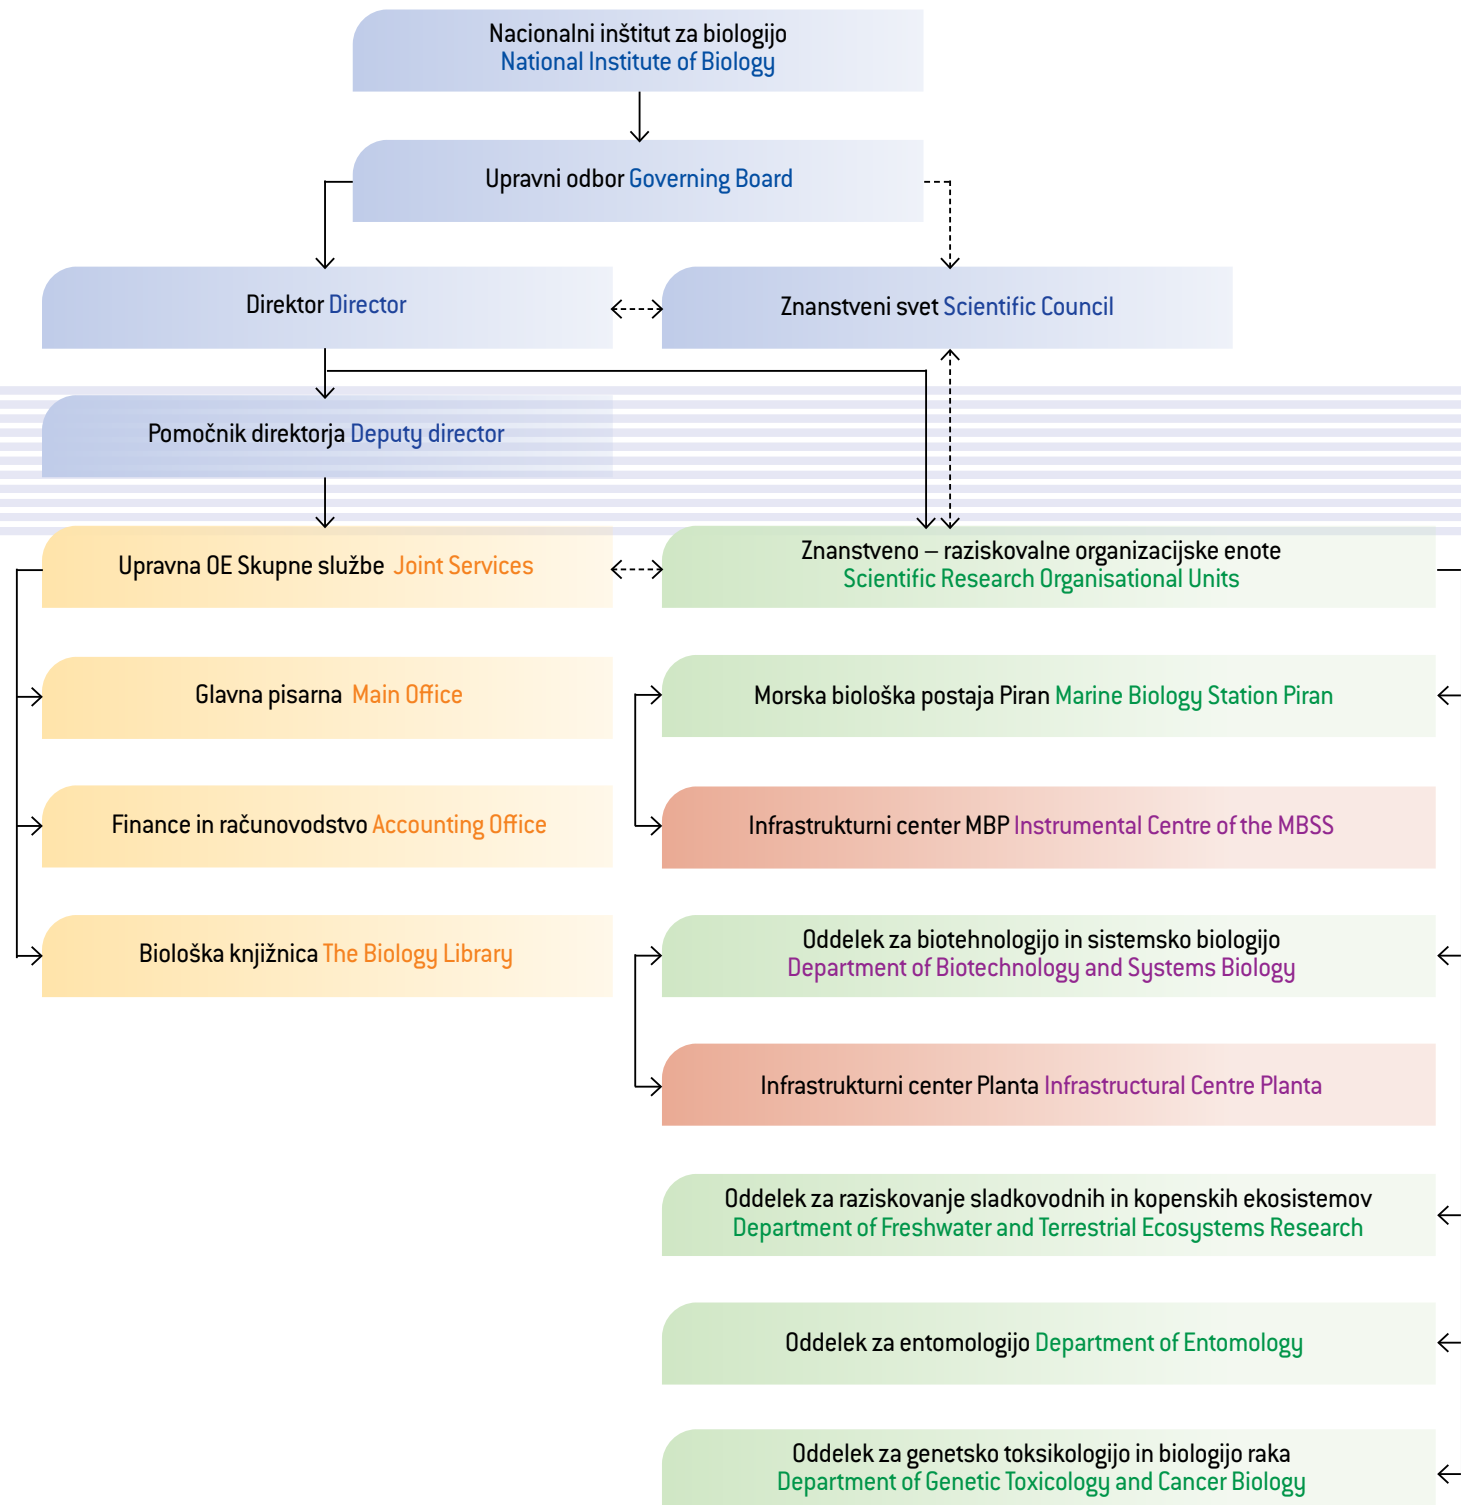 Nacionalni inštitut za biologijo
National Institute of Biology
Upravni odbor Governing Board
Direktor Director
Znanstveni svet Scientific Council
Pomočnik direktorja Deputy director
Upravna OE Skupne službe Joint Services
Znanstveno – raziskovalne organizacijske enote
Scientific Research Organisational Units
Glavna pisarna Main Office
Morska biološka postaja Piran Marine Biology Station Piran
Finance in računovodstvo Accounting Office
Infrastrukturni center MBP Instrumental Centre of the MBSS
Biološka knjižnica The Biology Library
Oddelek za biotehnologijo in sistemsko biologijo
Department of Biotechnology and Systems Biology
Infrastrukturni center Planta Infrastructural Centre Planta
Oddelek za raziskovanje sladkovodnih in kopenskih ekosistemov
Department of Freshwater and Terrestrial Ecosystems Research
Oddelek za entomologijo Department of Entomology
Oddelek za genetsko toksikologijo in biologijo raka
Department of Genetic Toxicology and Cancer Biology